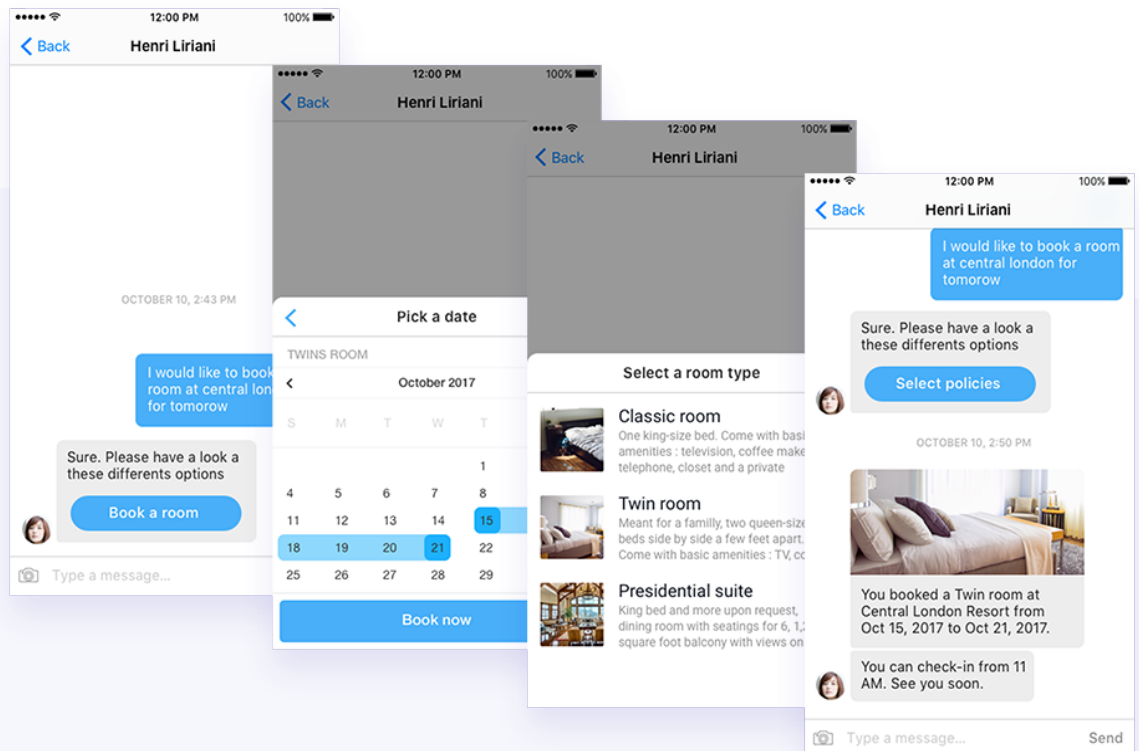 12:00 PM
100%
Back
Henri Liriani
OCTOBER 10, 2:43 PM
I would like to book
room at central lon
for tomorow
Sure. Please have a look a
these differents options
Book a room
Type a message...
12:00 PM
100%
Back
Henri Liriani
Pick a date
TWINS ROOM
October 2017
S M T W T
1
4 5 6 7 8
11 12 13 14 15
18 19 20 21 22
25 26 27 28 29
Book now
12:00 PM
100%
Back
Henri Liriani
Select a room type
Classic room
One king-size bed. Come with basi
amenities : television, coffee make
telephone, closet and a private
Twin room
Meant for a familly, two queen-size
beds side by side a few feet apart.
Come with basic amenities : TV, co
Presidential suite
King bed and more upon request,
dining room with seatings for 6, 1,2
square foot balcony with views on
12:00 PM
100%
Back
Henri Liriani
I would like to book a room
at central london for
tomorow
Sure. Please have a look a
these differents options
Select policies
OCTOBER 10, 2:50 PM
You booked a Twin room at
Central London Resort from
Oct 15, 2017 to Oct 21, 2017.
You can check-in from 11
AM. See you soon.
Type a message...
Send